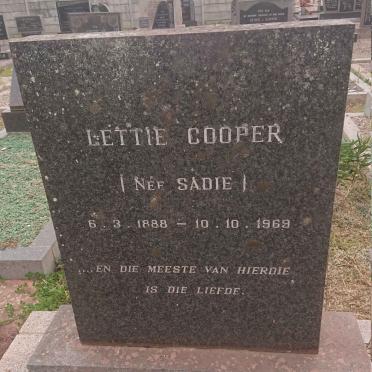 LETTIE COOPER
( NÉE SADIE )
6.3.1888 – 10.10.1969
...EN DIE MEESTE VAN HIERDIE
IS DIE LIEFDE.